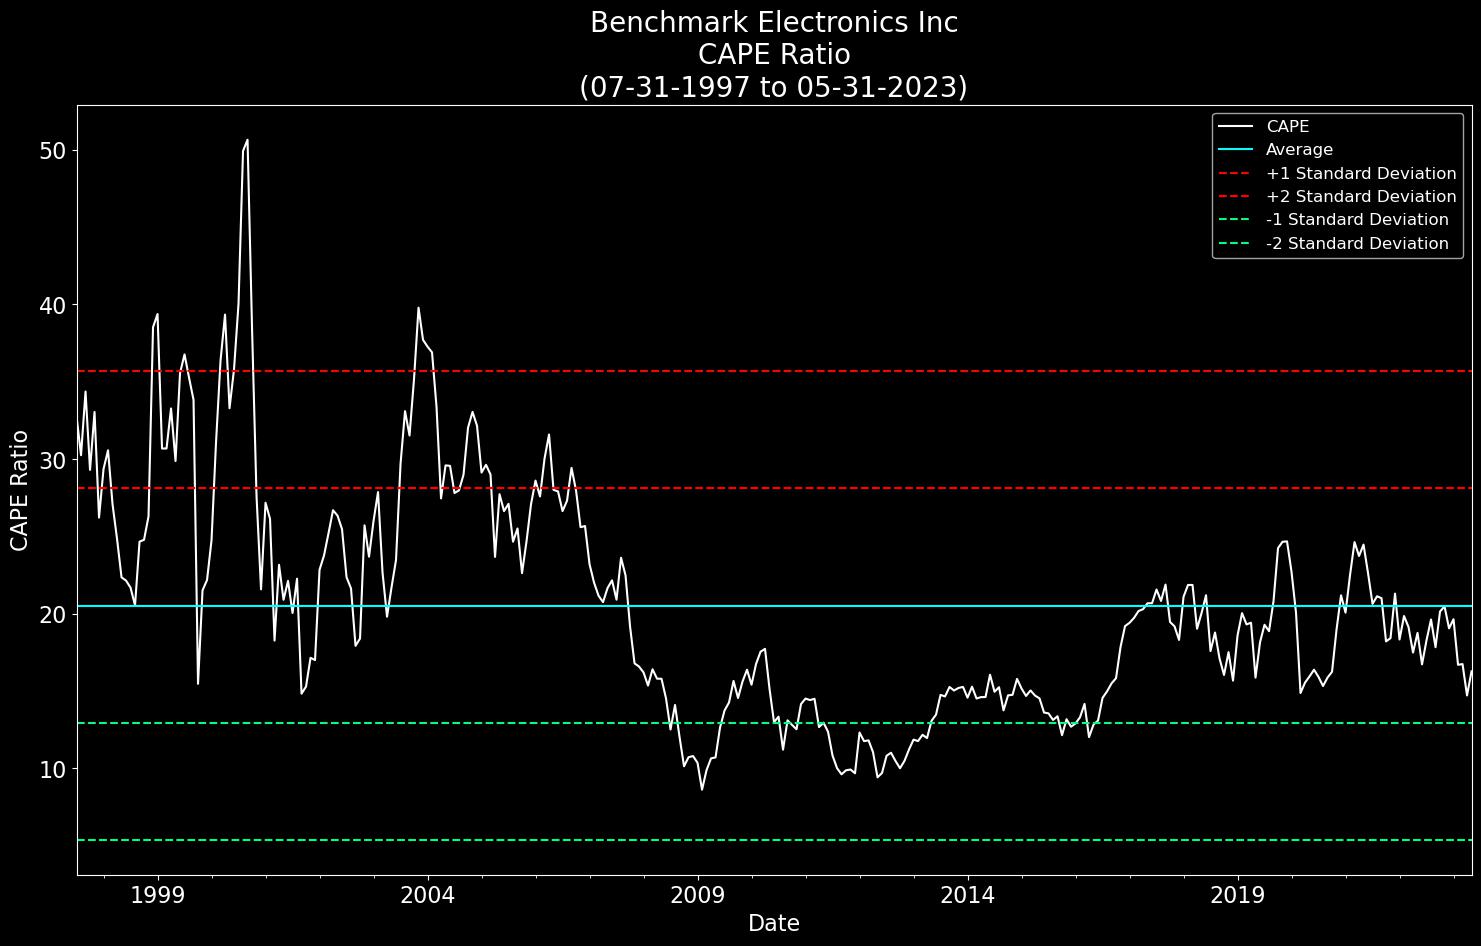 Benchmark Electronics Inc
CAPE Ratio
(07-31-1997 to 05-31-2023)
CAPE
Average
+1 Standard Deviation
+2 Standard Deviation
-1 Standard Deviation
-2 Standard Deviation
CAPE Ratio
50
40
30
20
10
1999 2004 2009 2014 2019
Date